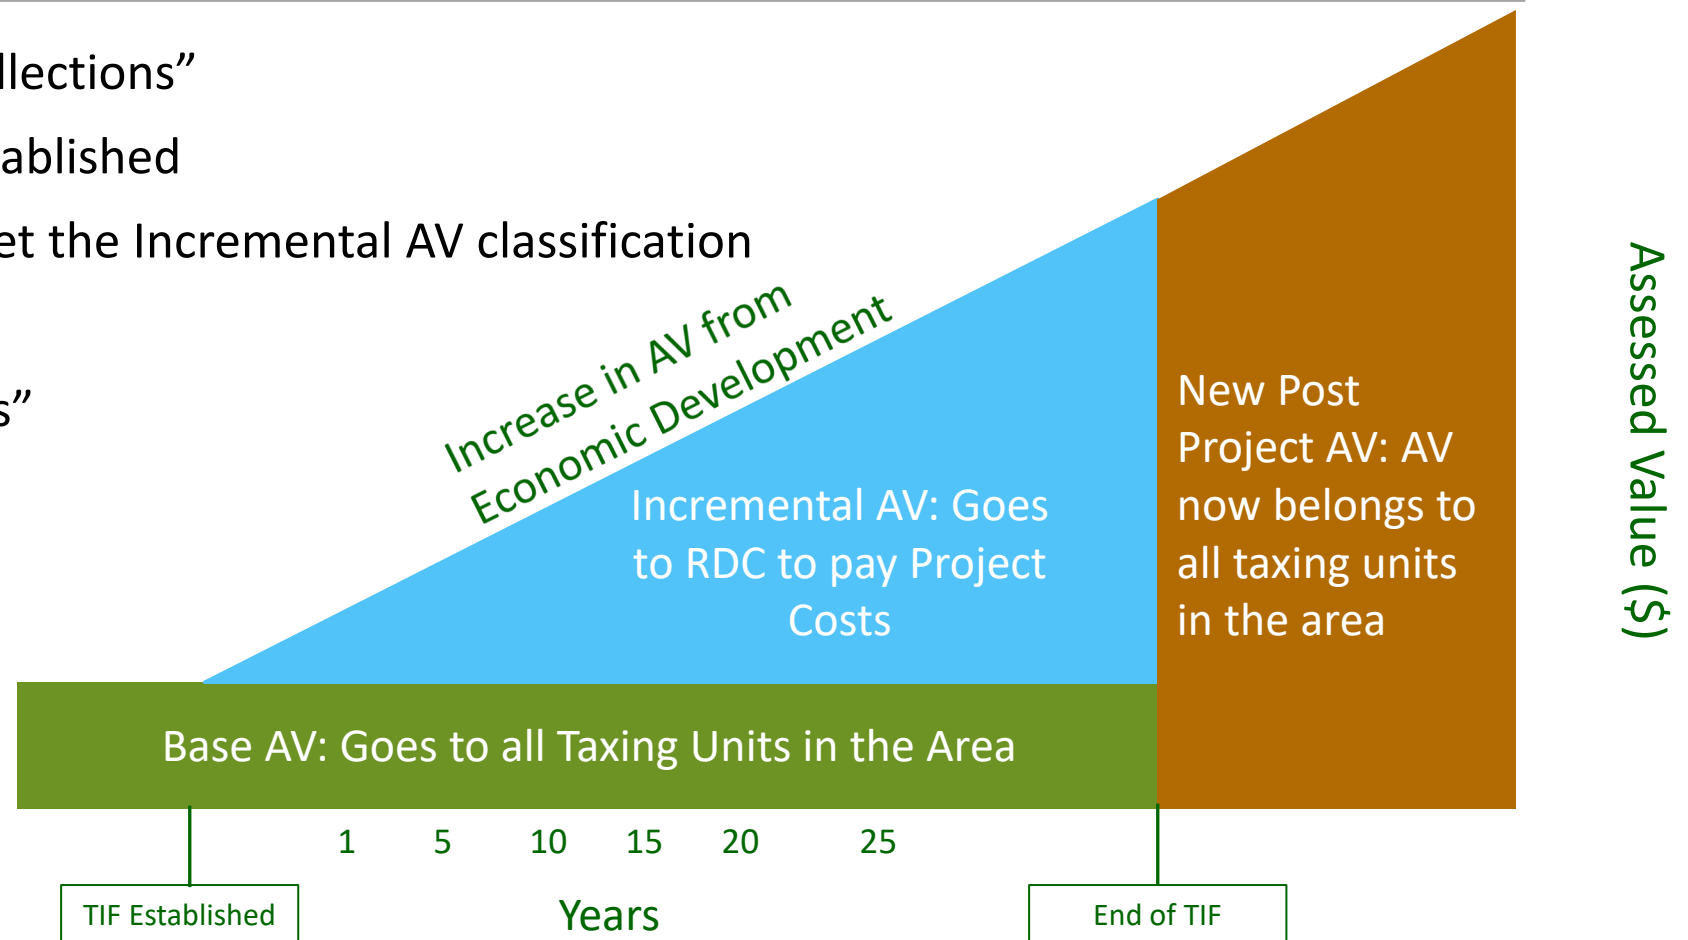 llections”
ablished
et the Incremental AV classification
s”
Increase in AV from
Economic Development
Incremental AV: Goes
to RDC to pay Project
Costs
New Post
Project AV: AV
now belongs to
all taxing units
in the area
Assessed Value ($)
Base AV: Goes to all Taxing Units in the Area
1 5 10 15 20 25
TIF Established
Years
End of TIF